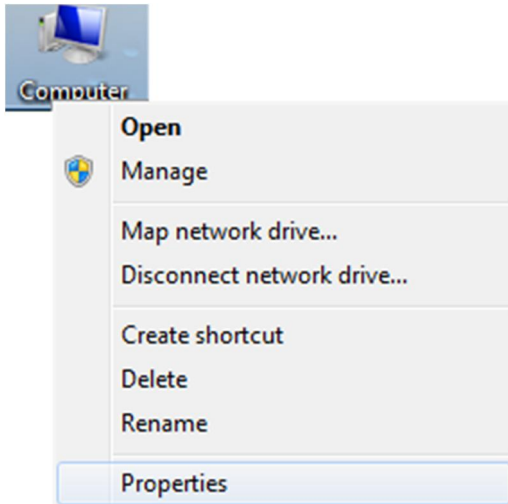 Computer
Open
Manage
Map network drive...
Disconnect network drive...
Create shortcut
Delete
Rename
Properties